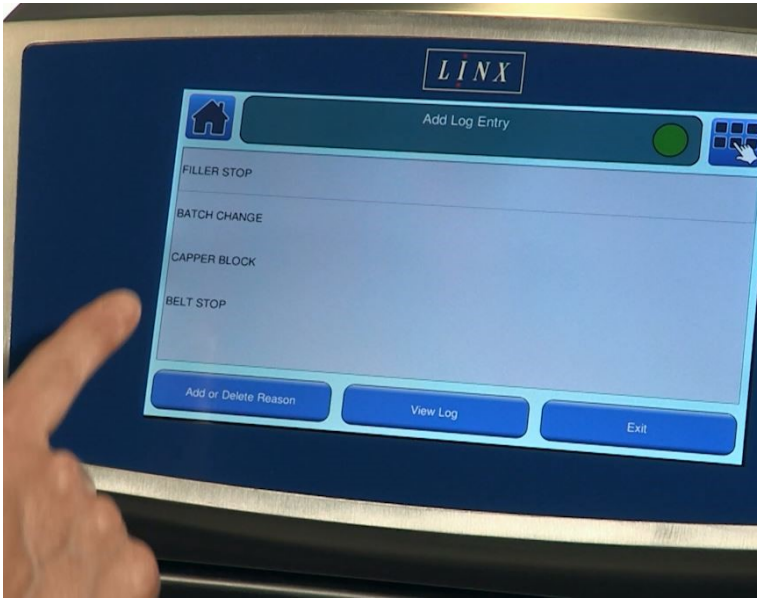 LINX
Add Log Entry
FILLER STOP
BATCH CHANGE
CAPPER BLOCK
BELT STOP
Add or Delete Reason
View Log
Exit